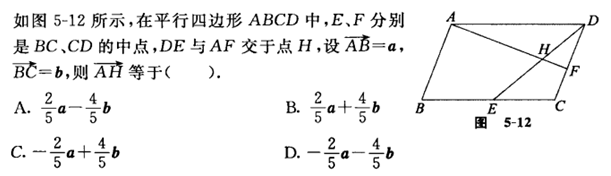 如图 5-12 所示,在平行四边形 ABCD 中,E、F 分别
是 BC、CD 的中点,DE 与 AF 交于点 H,设 $\overrightarrow{AB}$=a,
$\overrightarrow{BC}$=b,则 $\overrightarrow{AH}$ 等于( ).
A. $\frac{2}{5}$a-$\frac{4}{5}$b B. $\frac{2}{5}$a+$\frac{4}{5}$b
C. -$\frac{2}{5}$a+$\frac{4}{5}$b D. -$\frac{2}{5}$a-$\frac{4}{5}$b
A D
H
F
B E C
图 5-12